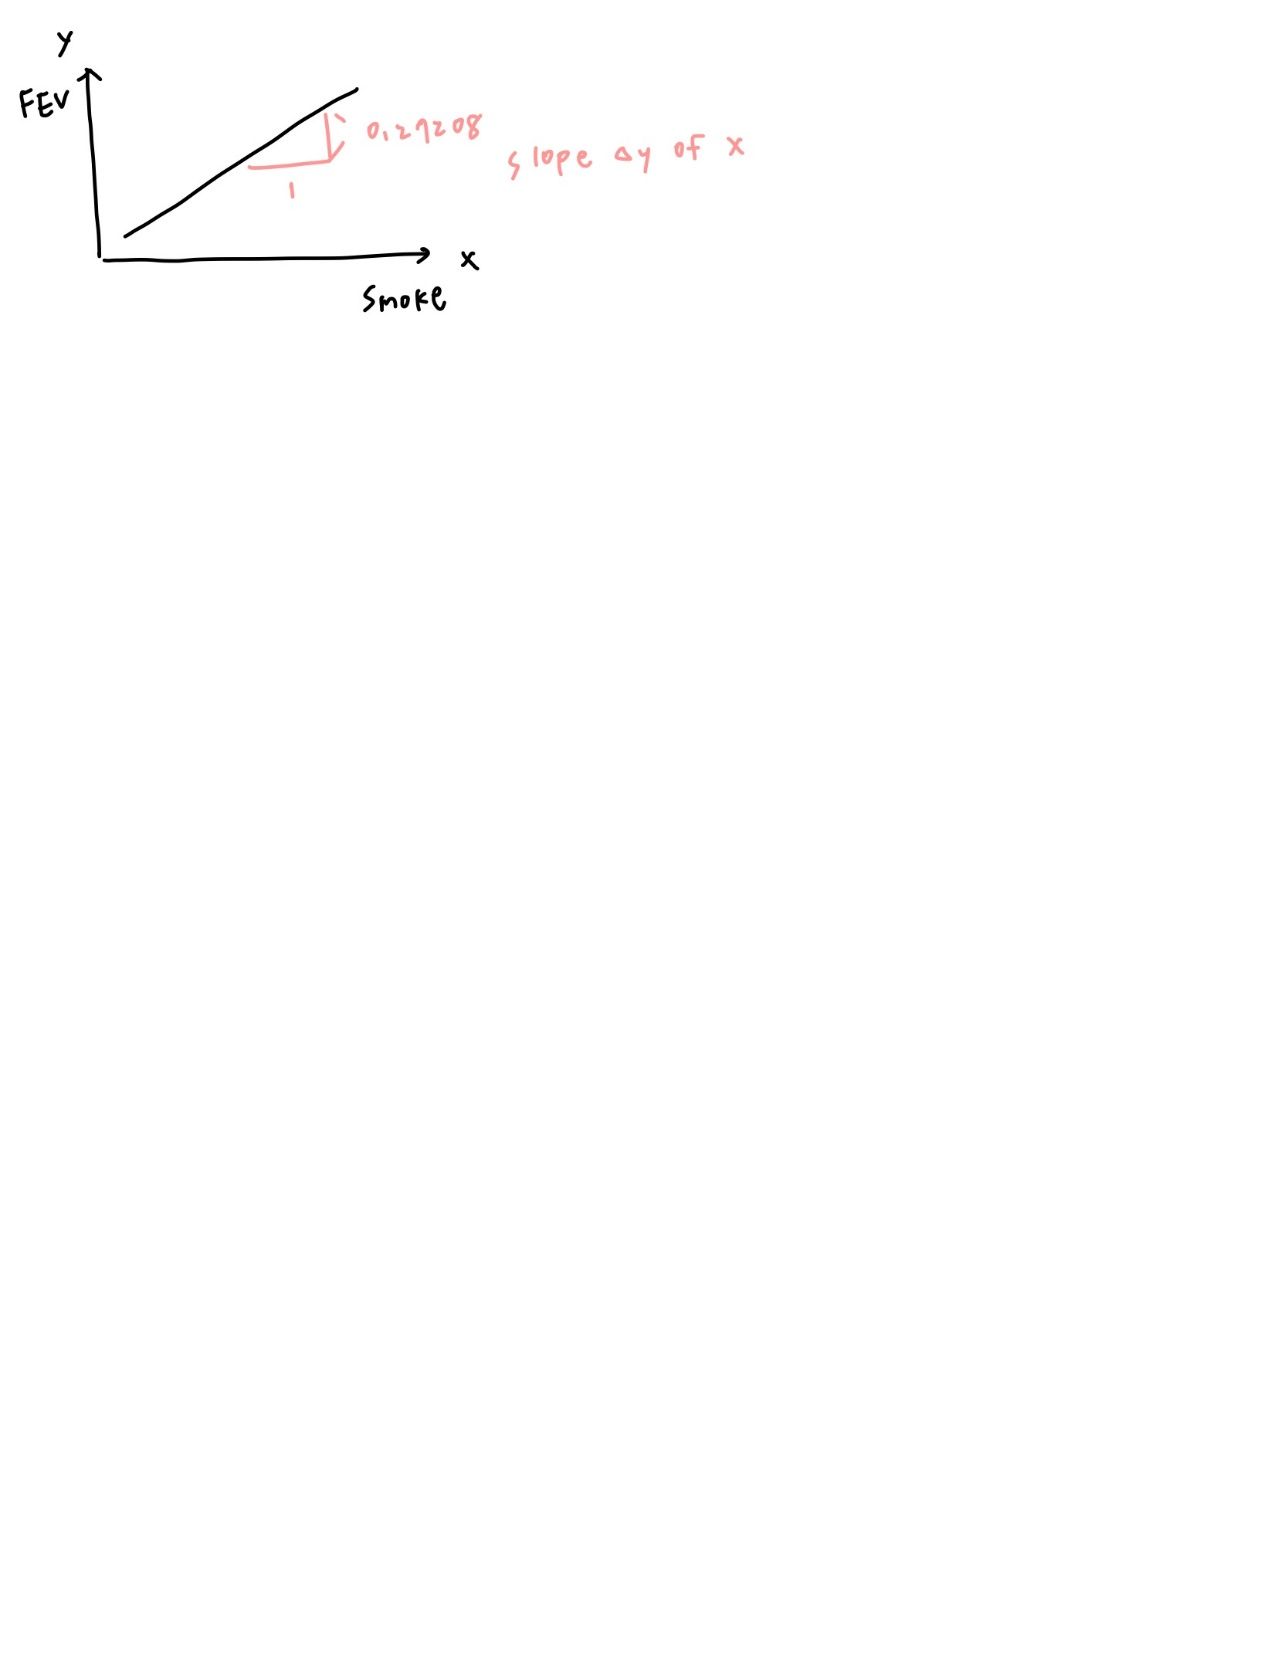 y
FEV
0.29208
slope Δy of x
1
x
Smoke